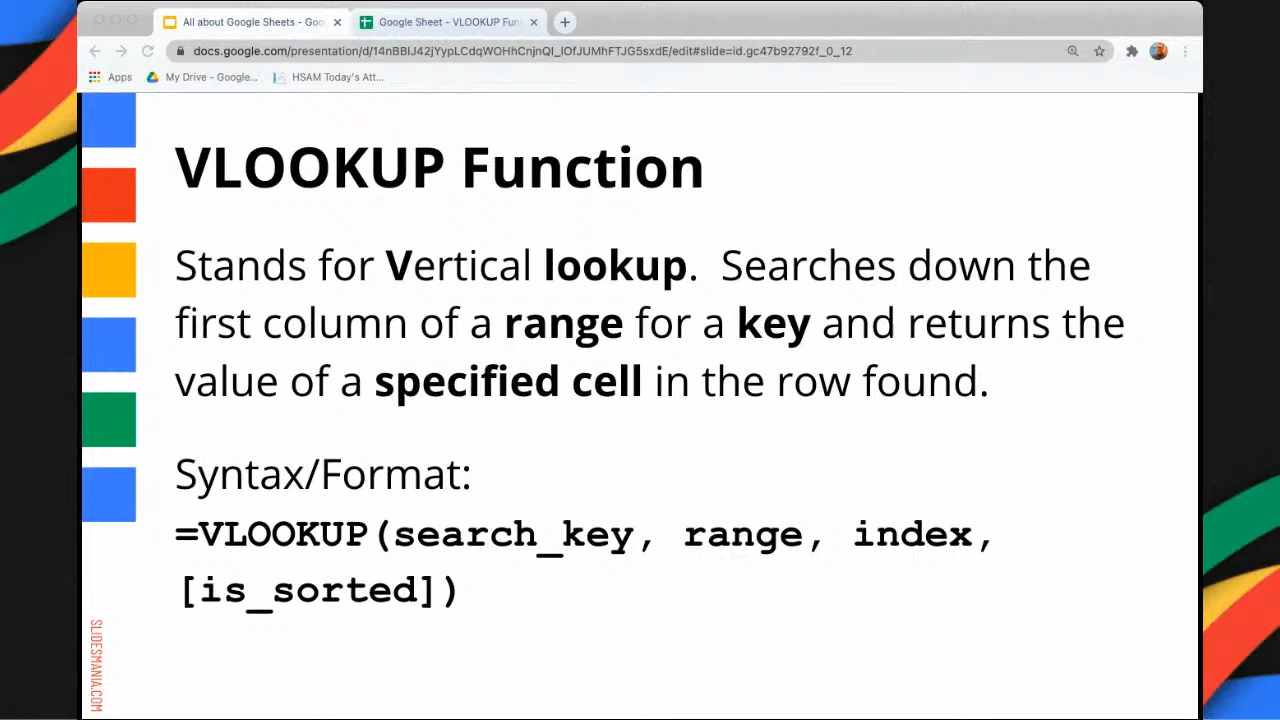 All about Google Sheets - Goo
Google Sheet - VLOOKUP Fun
docs.google.com/presentation/d/14nBBIJ42jYypLCdqWOHhCnjnQI_IOfJUMhFTJG5sxdE/edit#slide=id.gc47b92792f_0_12
Apps
My Drive - Google...
HSAM Today's Att...
VLOOKUP Function
Stands for Vertical lookup. Searches down the
first column of a range for a key and returns the
value of a specified cell in the row found.
Syntax/Format:
=VLOOKUP(search_key, range, index,
[is_sorted])
SLIDESMANIA.COM